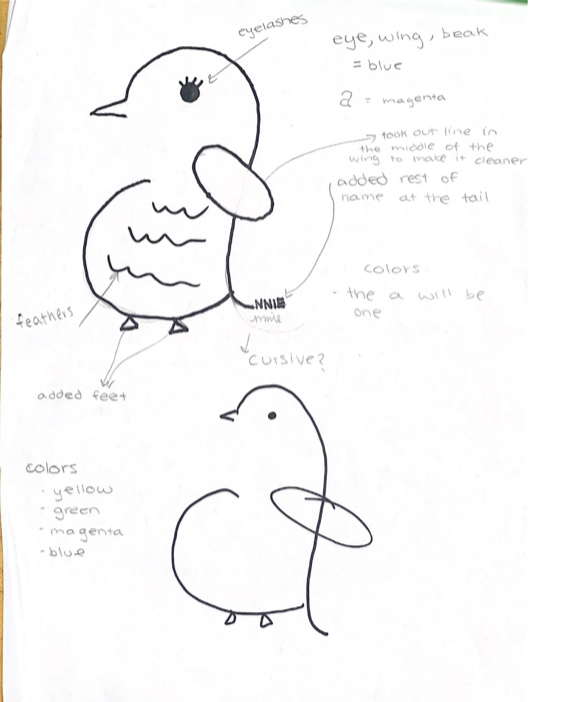 eyelashes
eye, wing, beak
= blue
a = magenta
took out line in
the middle of the
wing to make it cleaner
added rest of
name at the tail
colors
- the a will be
one
NNIE
nnie
feathers
cursive?
added feet
colors
- yellow
- green
- magenta
- blue